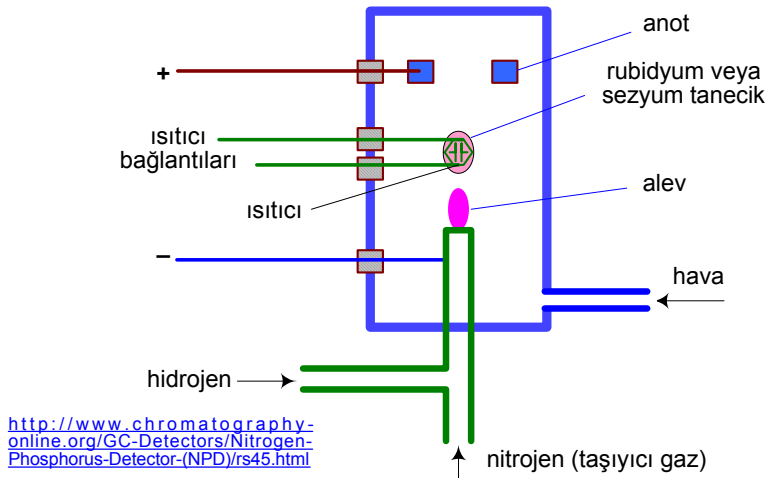 anot
+
rubidyum veya
sezyum tanecik
ısıtıcı
bağlantıları
ısıtıcı
alev
–
hava
hidrojen
http://www.chromatography-
online.org/GC-Detectors/Nitrogen-
Phosphorus-Detector-(NPD)/rs45.html
nitrojen (taşıyıcı gaz)